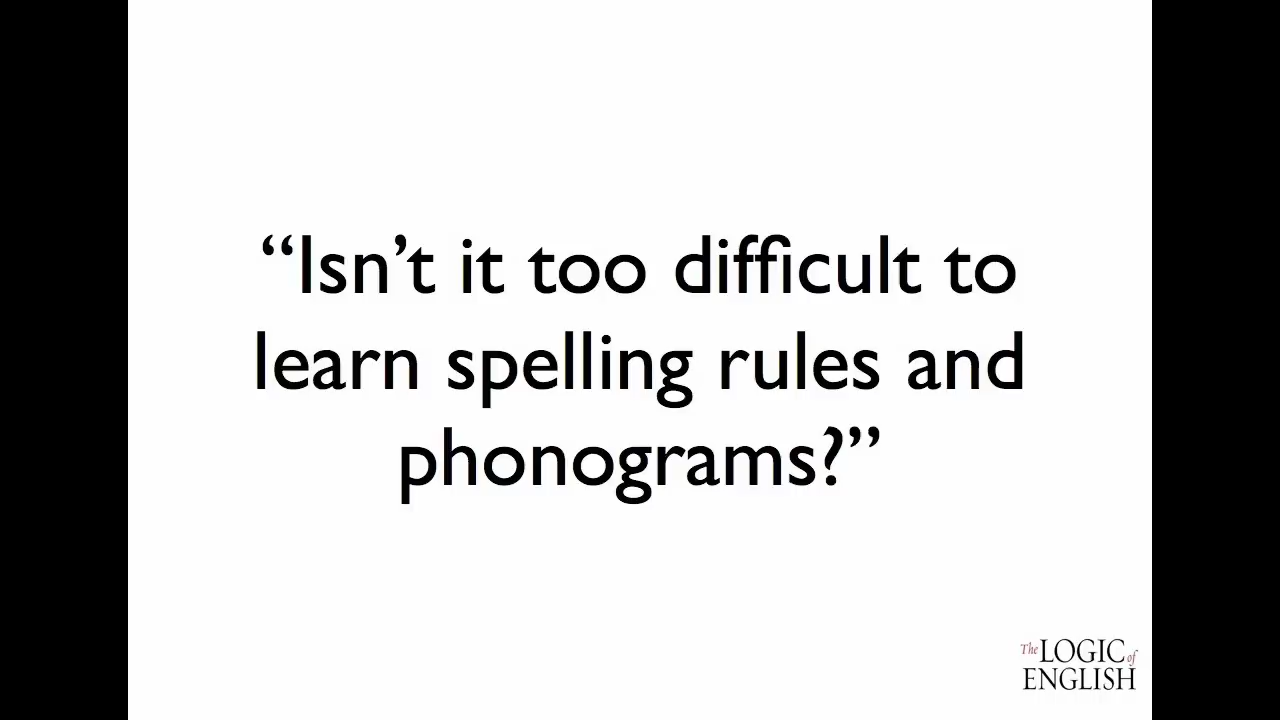 “Isn’t it too difficult to
learn spelling rules and
phonograms?”
The LOGIC of
ENGLISH